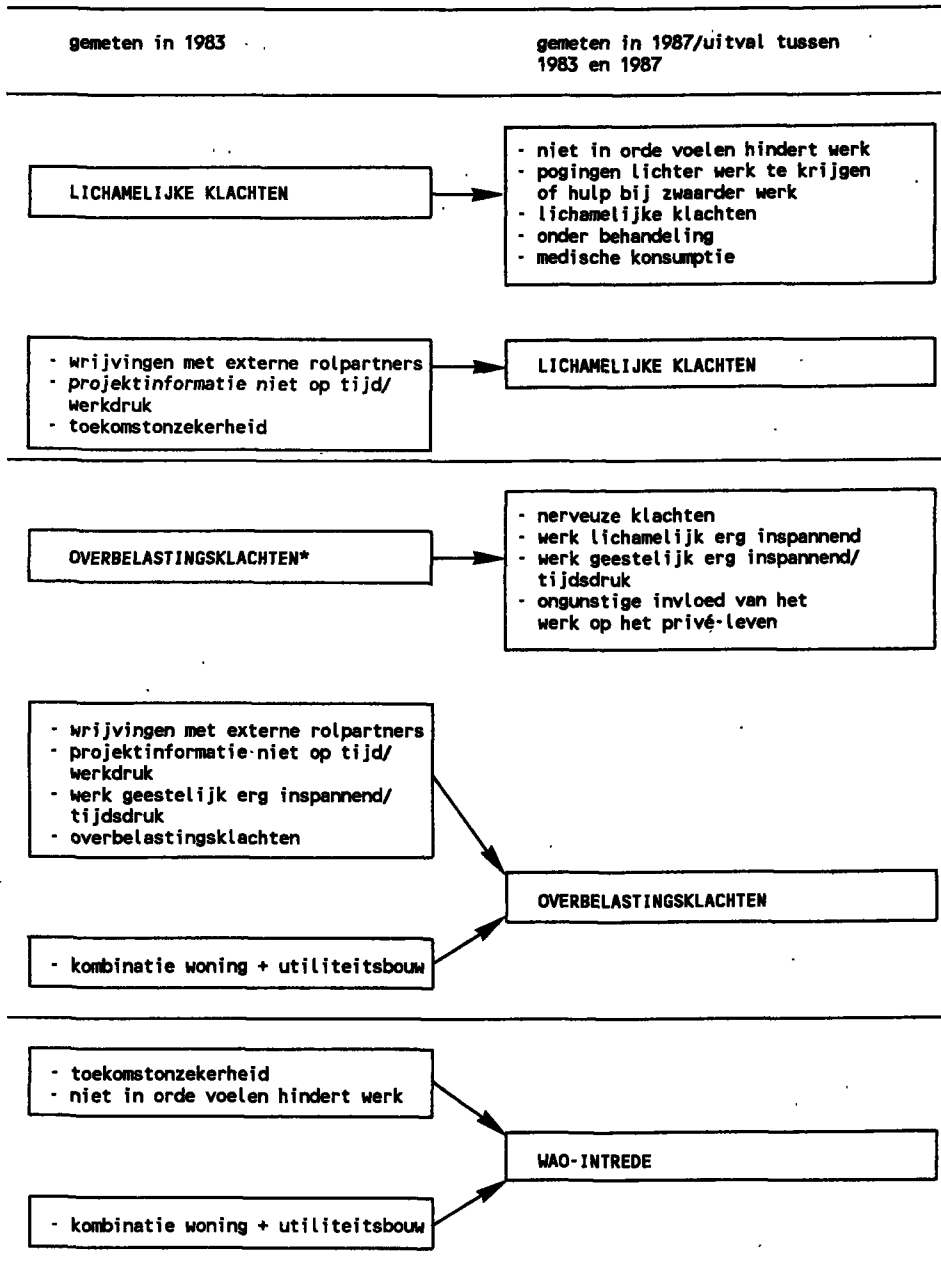 gemeten in 1983
gemeten in 1987/uitval tussen
1983 en 1987
LICHAMELIJKE KLACHTEN
- niet in orde voelen hindert werk
- pogingen lichter werk te krijgen
of hulp bij zwaarder werk
- lichamelijke klachten
- onder behandeling
- medische konsumptie
- wrijvingen met externe rolpartners
- projektinformatie niet op tijd/
werkdruk
- toekomstonzekerheid
LICHAMELIJKE KLACHTEN
OVERBELASTINGSKLACHTEN*
- nerveuze klachten
- werk lichamelijk erg inspannend
- werk geestelijk erg inspannend/
tijdsdruk
- ongunstige invloed van het
werk op het privé-leven
- wrijvingen met externe rolpartners
- projektinformatie niet op tijd/
werkdruk
- werk geestelijk erg inspannend/
tijdsdruk
- overbelastingsklachten
OVERBELASTINGSKLACHTEN
- kombinatie woning + utiliteitsbouw
- toekomstonzekerheid
- niet in orde voelen hindert werk
WAO-INTREDE
- kombinatie woning + utiliteitsbouw